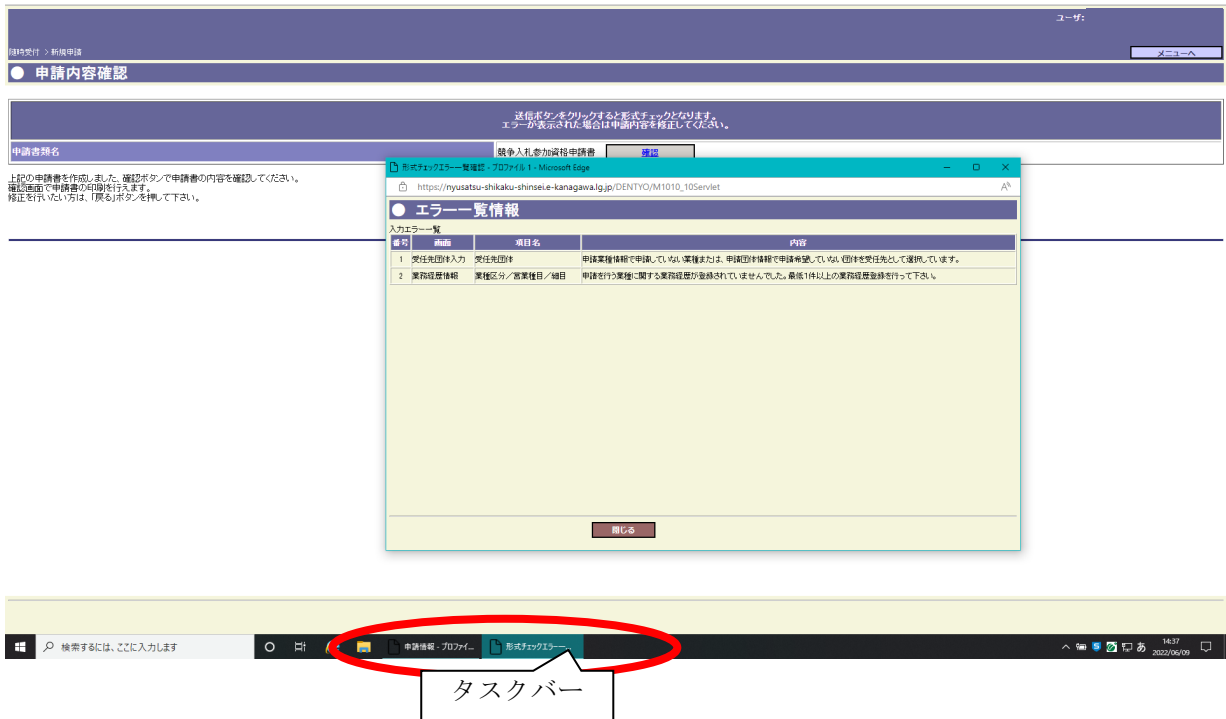 ユーザ:
随時受付 >新規申請
メニューへ
● 申請内容確認
送信ボタンをクリックすると形式チェックとなります。
エラーが表示された場合は申請内容を修正してください。
申請書類名
競争入札参加資格申請書 確認
上記の申請書を作成しました、確認ボタンで申請書の内容を確認してください。
確認画面で申請書の印刷を行えます。
修正を行いたい方は、「戻る」ボタンを押して下さい。
形式チェックエラー一覧確認 - プロファイル 1 - Microsoft Edge
https://nyusatsu-shikaku-shinsei.e-kanagawa.lg.jp/DENTYO/M1010_10Servlet
● エラー一覧情報
入力エラー一覧
番号 画面 項目名 内容
1 受任先団体入力 受任先団体 申請業種情報で申請していない業種または、申請団体情報で申請希望していない団体を受任先として選択しています。
2 業務経歴情報 業種区分／営業種目／細目 申請を行う業種に関する業務経歴が登録されていませんでした。最低1件以上の業務経歴登録を行って下さい。
閉じる
検索するには、ここに入力します
申請情報 - プロファイ...
形式チェックエラー一...
あ
14:37
2022/06/09
タスクバー